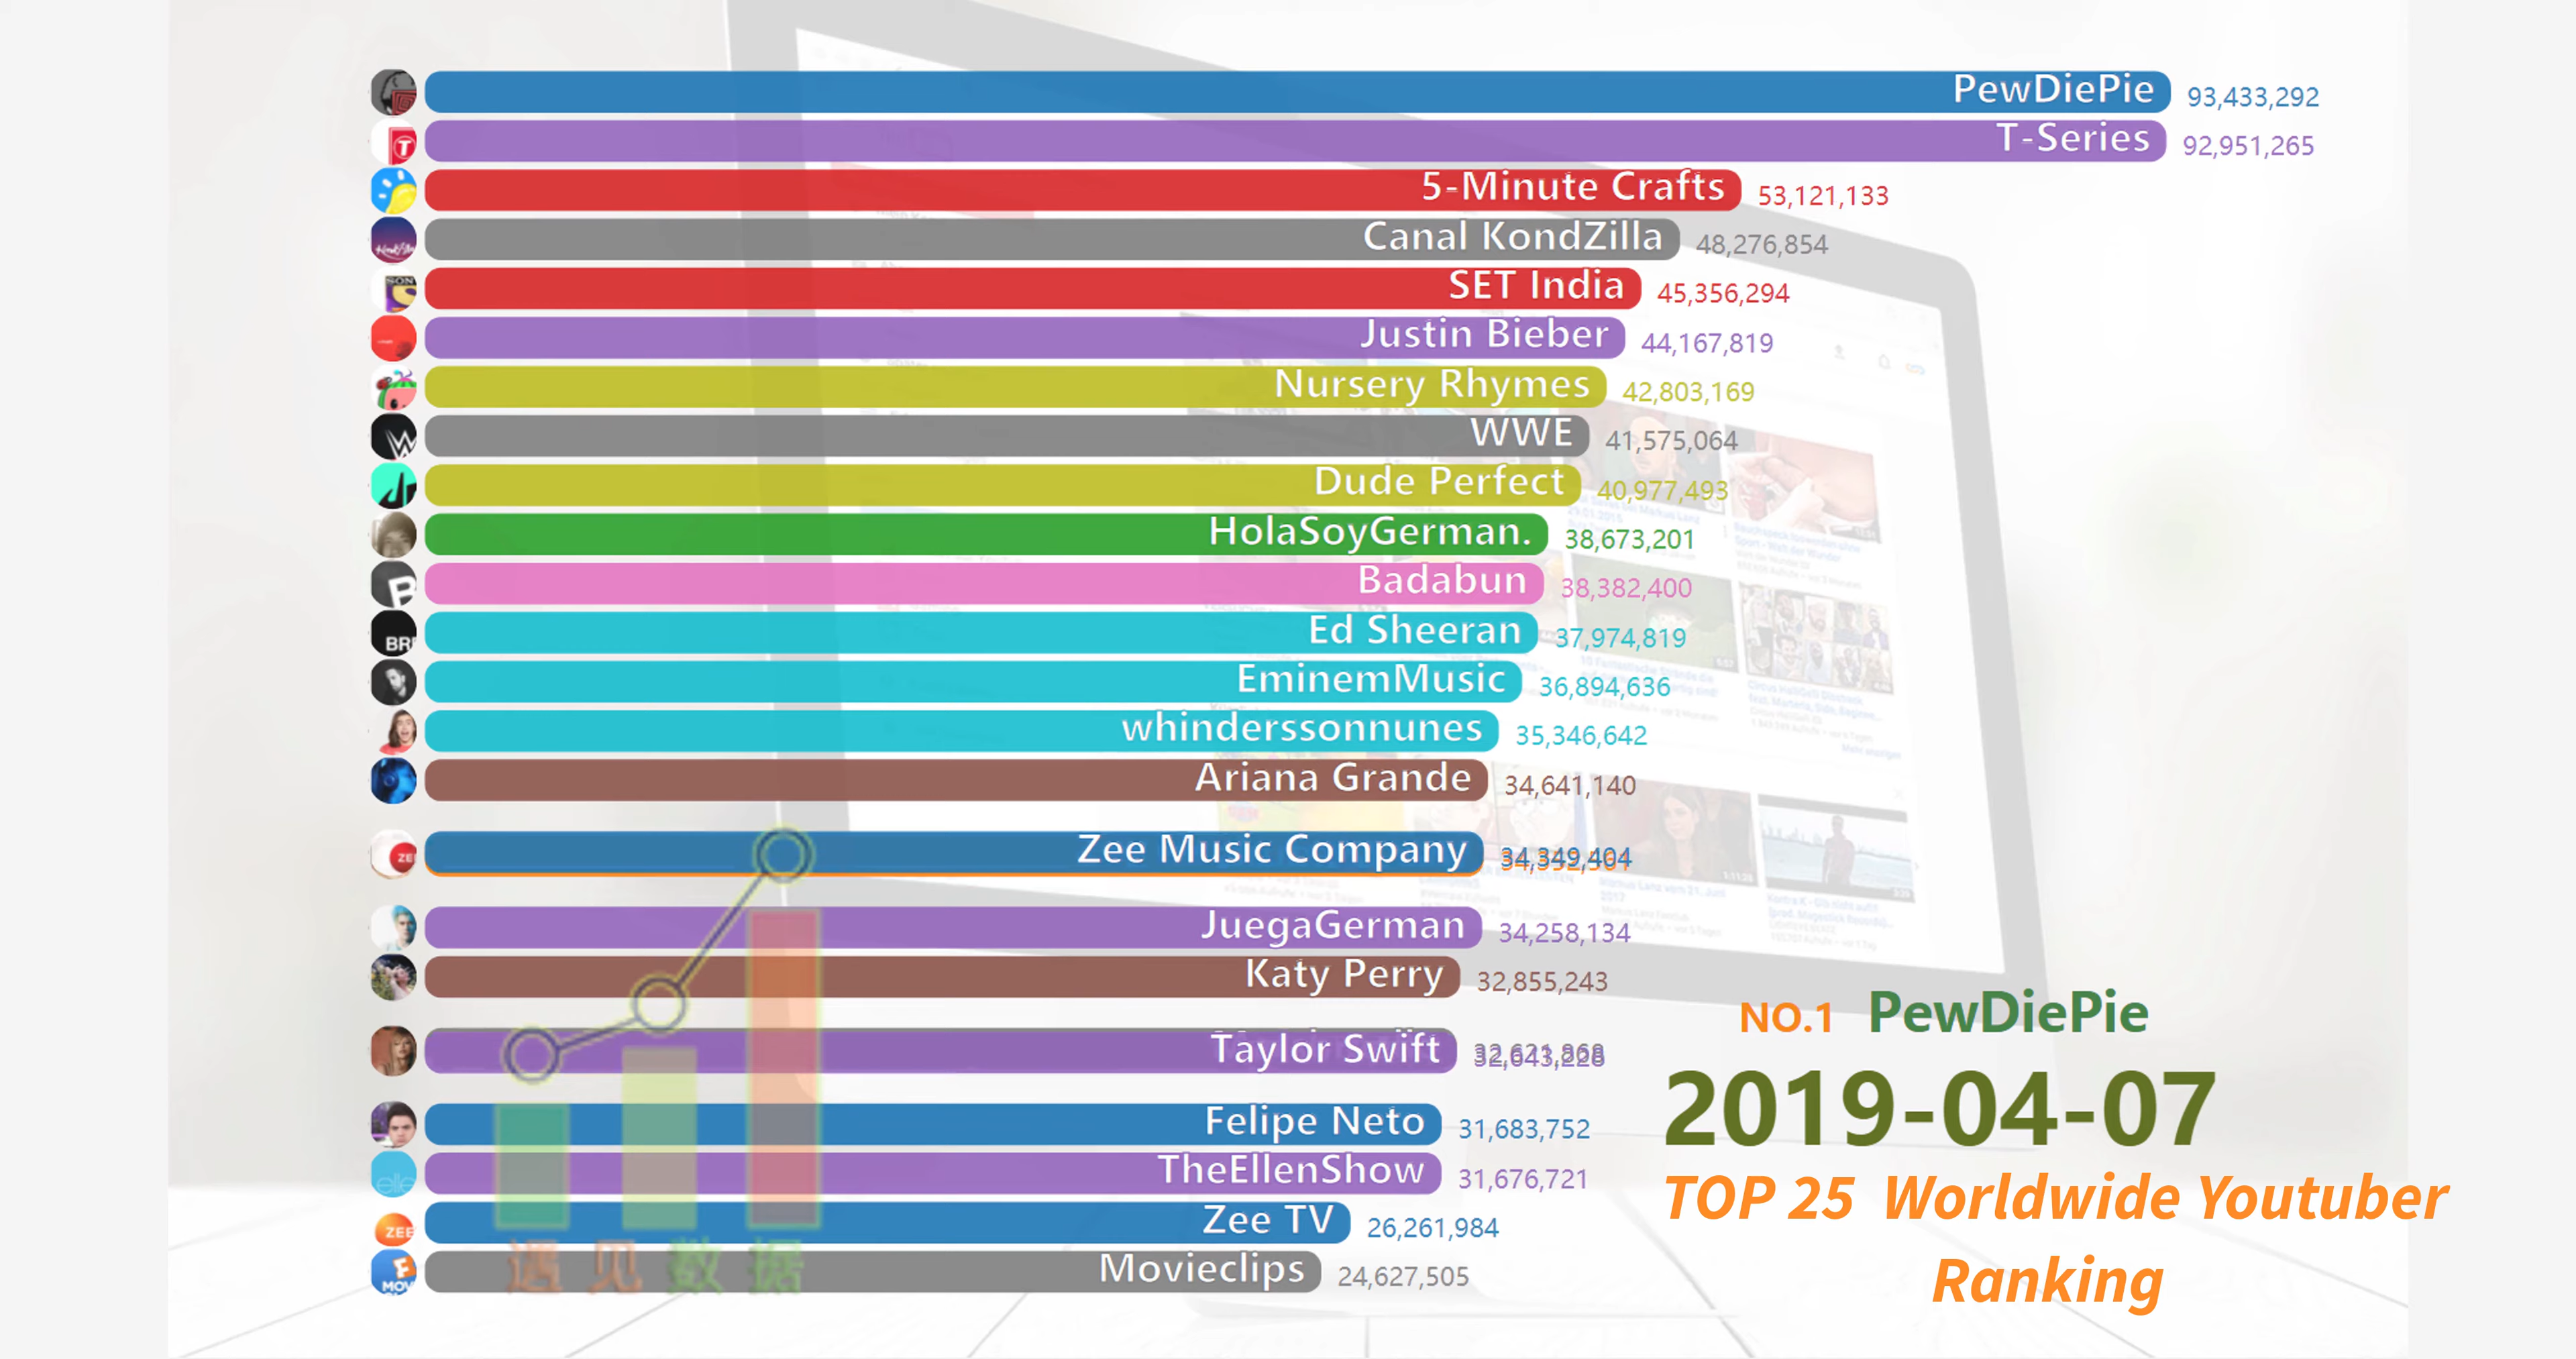 PewDiePie 93,433,292
T-Series 92,951,265
5-Minute Crafts 53,121,133
Canal KondZilla 48,276,854
SET India 45,356,294
Justin Bieber 44,167,819
Nursery Rhymes 42,803,169
WWE 41,575,064
Dude Perfect 40,977,493
HolaSoyGerman. 38,673,201
Badabun 38,382,400
Ed Sheeran 37,974,819
EminemMusic 36,894,636
whinderssonnunes 35,346,642
Ariana Grande 34,641,140
Zee Music Company
JuegaGerman 34,258,134
Katy Perry 32,855,243
Taylor Swift
Felipe Neto 31,683,752
TheEllenShow 31,676,721
Zee TV 26,261,984
Movieclips 24,627,505
NO.1 PewDiePie
2019-04-07
TOP 25 Worldwide Youtuber
Ranking
遇见数据